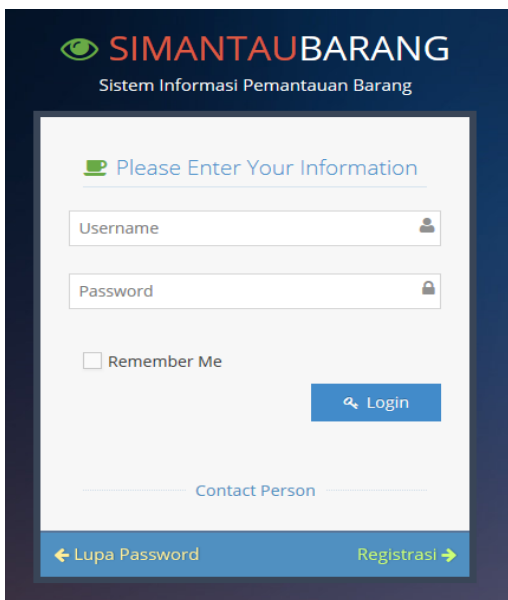 SIMANTAUBARANG
Sistem Informasi Pemantauan Barang
Please Enter Your Information
Username
Password
Remember Me
Login
Contact Person
Lupa Password
Registrasi